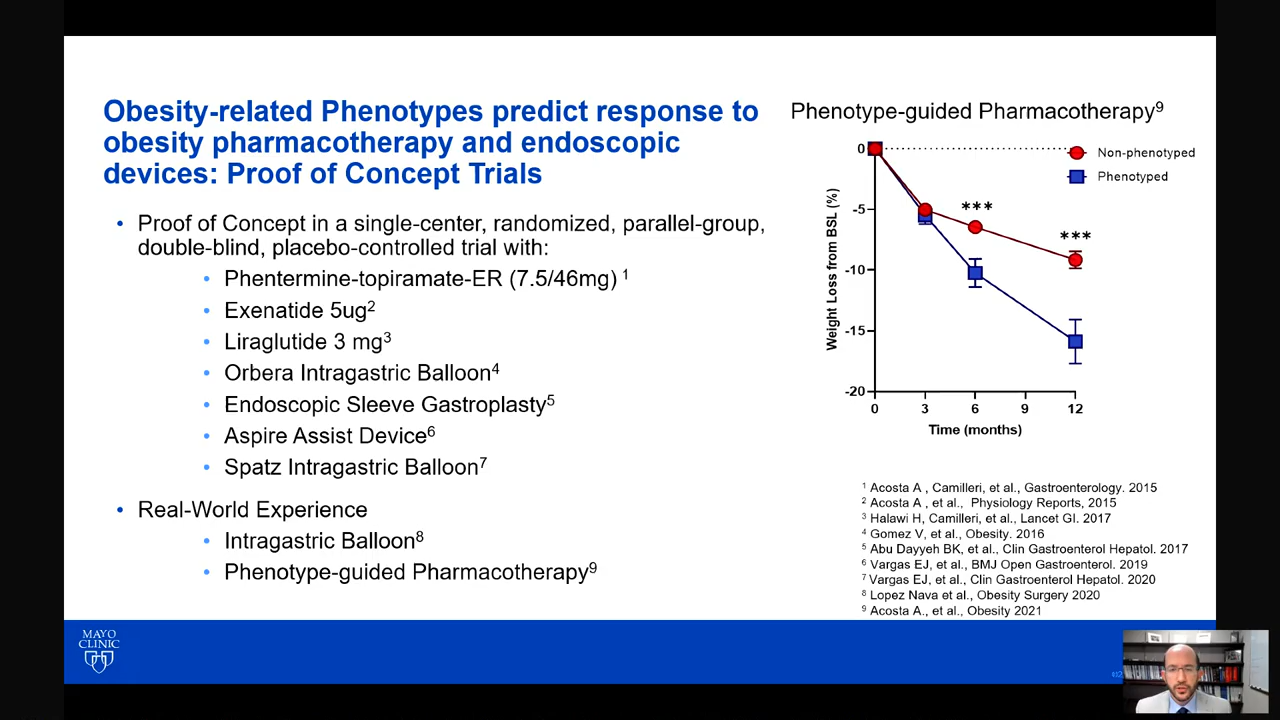 Obesity-related Phenotypes predict response to
obesity pharmacotherapy and endoscopic
devices: Proof of Concept Trials
• Proof of Concept in a single-center, randomized, parallel-group,
double-blind, placebo-controlled trial with:
• Phentermine-topiramate-ER (7.5/46mg) 1
• Exenatide 5ug2
• Liraglutide 3 mg3
• Orbera Intragastric Balloon4
• Endoscopic Sleeve Gastroplasty5
• Aspire Assist Device6
• Spatz Intragastric Balloon7
• Real-World Experience
• Intragastric Balloon8
• Phenotype-guided Pharmacotherapy9
Phenotype-guided Pharmacotherapy9
Non-phenotyped
Phenotyped
***
***
Weight Loss from BSL (%)
0
-5
-10
-15
-20
0 3 6 9 12
Time (months)
1 Acosta A , Camilleri, et al., Gastroenterology. 2015
2 Acosta A , et al., Physiology Reports, 2015
3 Halawi H, Camilleri, et al., Lancet GI. 2017
4 Gomez V, et al., Obesity. 2016
5 Abu Dayyeh BK, et al., Clin Gastroenterol Hepatol. 2017
6 Vargas EJ, et al., BMJ Open Gastroenterol. 2019
7 Vargas EJ, et al., Clin Gastroenterol Hepatol. 2020
8 Lopez Nava et al., Obesity Surgery 2020
9 Acosta A., et al., Obesity 2021
MAYO
CLINIC